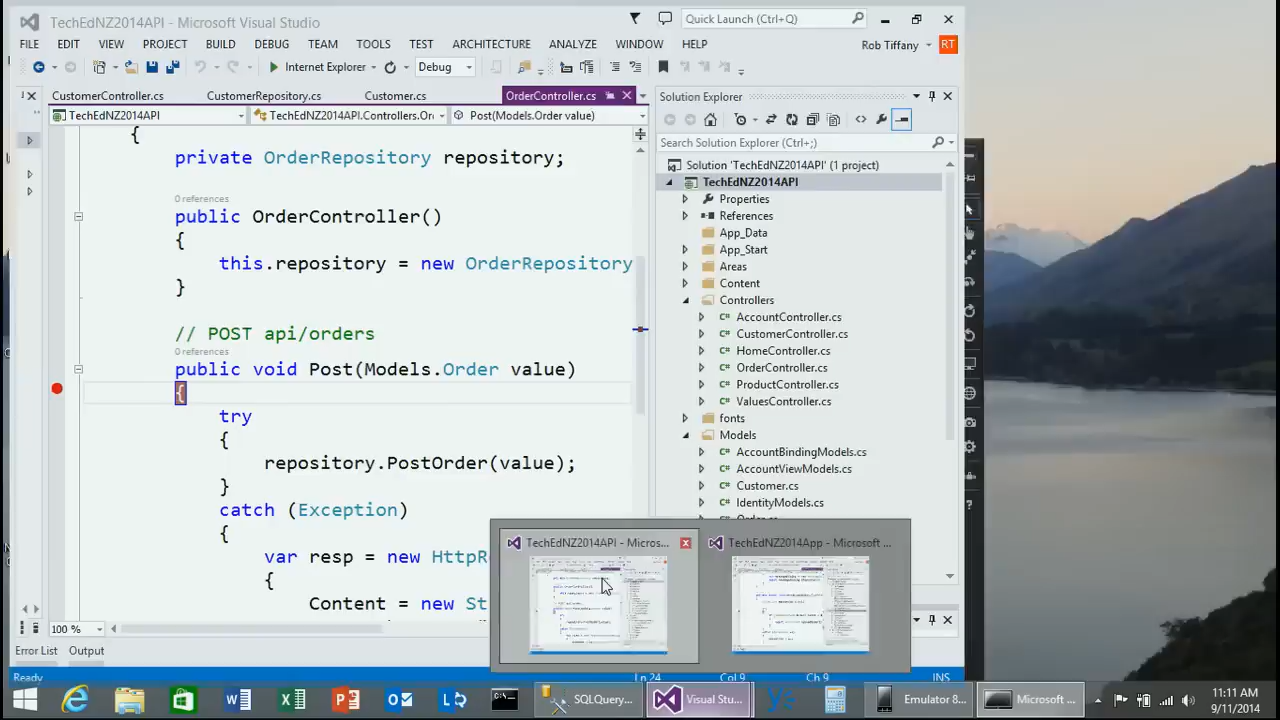 TechEdNZ2014API - Microsoft Visual Studio
Quick Launch (Ctrl+Q)
FILE EDIT VIEW PROJECT BUILD DEBUG TEAM TOOLS TEST ARCHITECTURE ANALYZE WINDOW HELP
Rob Tiffany RT
Internet Explorer Debug
CustomerController.cs CustomerRepository.cs Customer.cs OrderController.cs
TechEdNZ2014API TechEdNZ2014API.Controllers.Or Post(Models.Order value)
{
private OrderRepository repository;
0 references
public OrderController()
{
this.repository = new OrderRepository
}
// POST api/orders
0 references
public void Post(Models.Order value)
{
try
{
repository.PostOrder(value);
}
catch (Exception)
{
var resp = new HttpR
{
Content = new St
100 %
Error List Output
Ready Ln 24 Col 9 Ch 9 INS
Solution Explorer
Search Solution Explorer (Ctrl+;)
Solution 'TechEdNZ2014API' (1 project)
TechEdNZ2014API
Properties
References
App_Data
App_Start
Areas
Content
Controllers
C# AccountController.cs
C# CustomerController.cs
C# HomeController.cs
C# OrderController.cs
C# ProductController.cs
C# ValuesController.cs
fonts
Models
C# AccountBindingModels.cs
C# AccountViewModels.cs
C# Customer.cs
C# IdentityModels.cs
TechEdNZ2014API - Micros... TechEdNZ2014App - Microsoft ...
SQLQuery... Visual Stu... Emulator 8... Microsoft ...
11:11 AM
9/11/2014